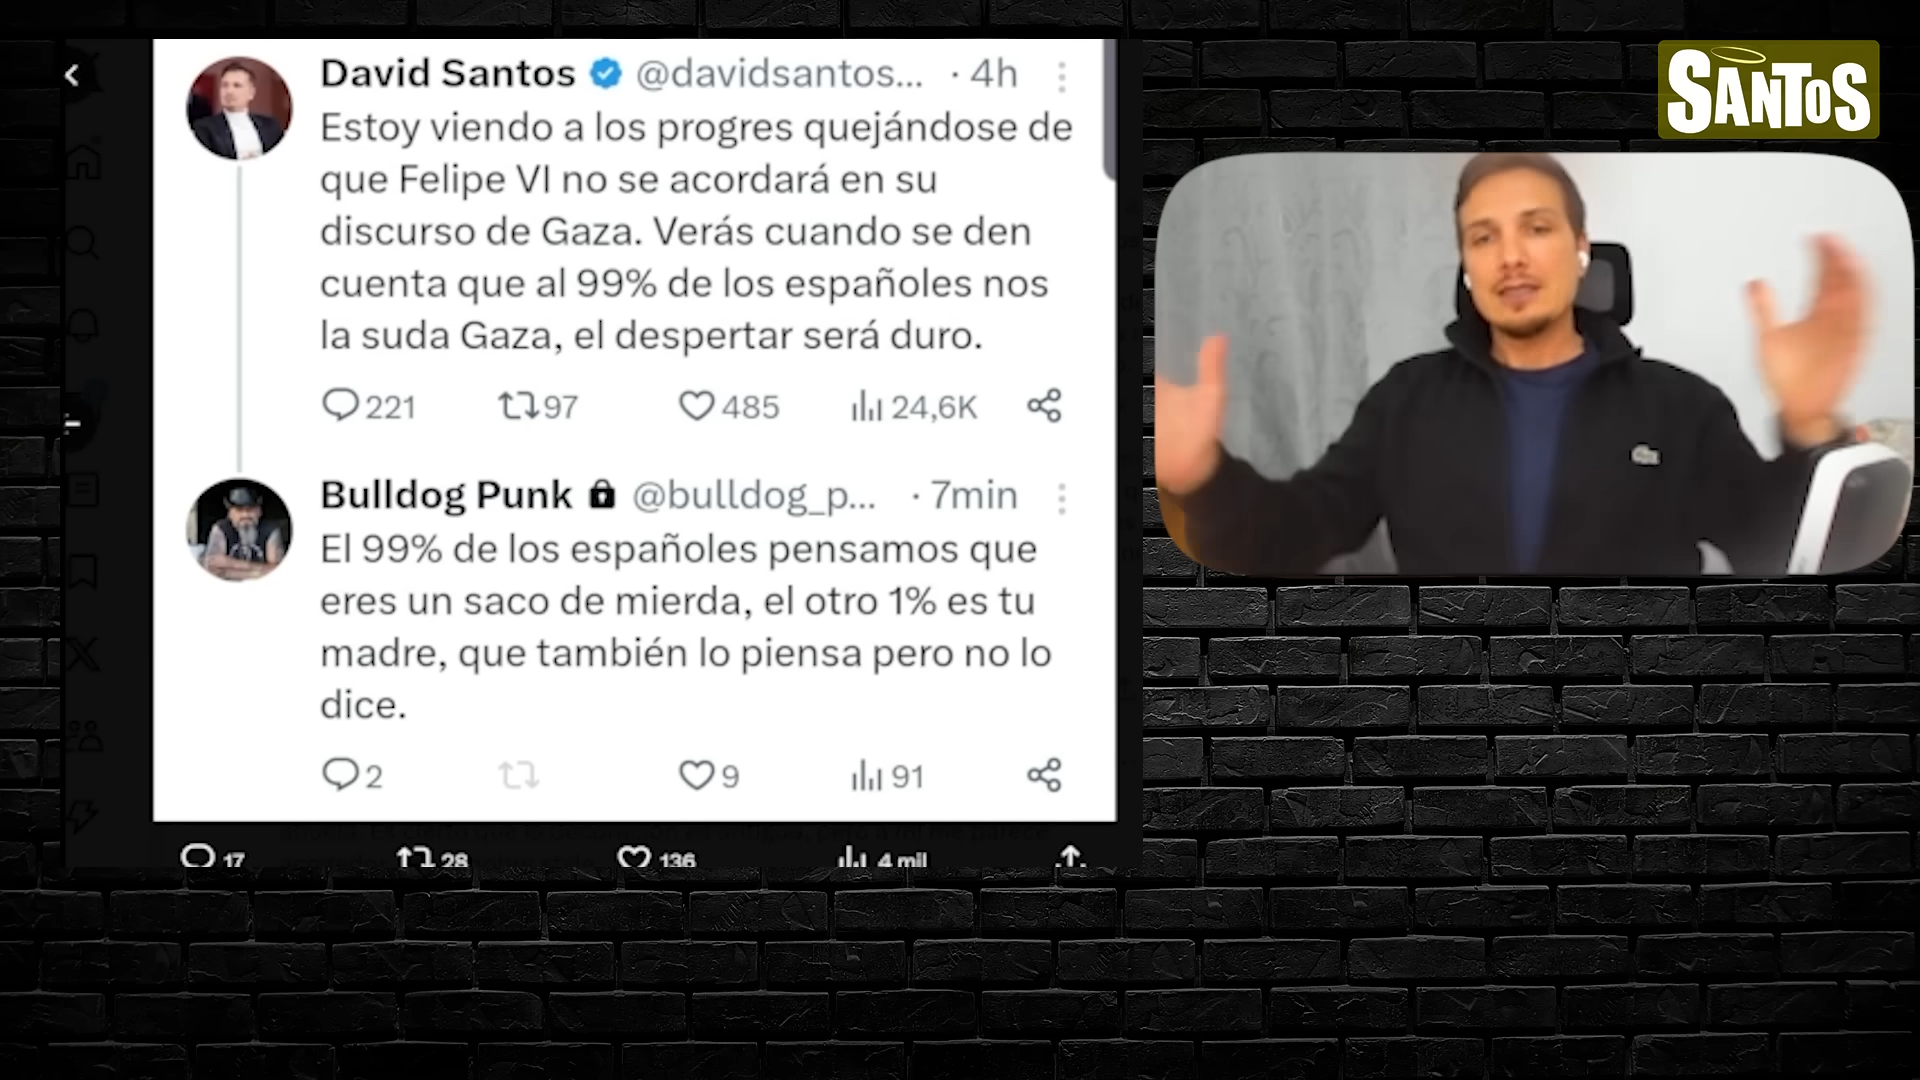 David Santos @davidsantos... · 4h
Estoy viendo a los progres quejándose de
que Felipe VI no se acordará en su
discurso de Gaza. Verás cuando se den
cuenta que al 99% de los españoles nos
la suda Gaza, el despertar será duro.
221 97 485 24,6K
Bulldog Punk @bulldog_p... · 7min
El 99% de los españoles pensamos que
eres un saco de mierda, el otro 1% es tu
madre, que también lo piensa pero no lo
dice.
2 9 91
17 28 136 4 mil
SANTOS